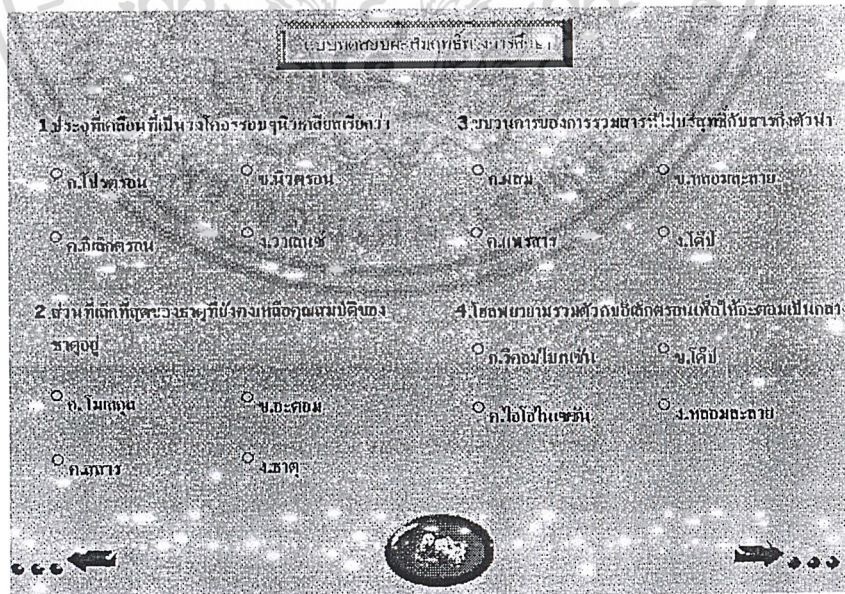 แบบทดสอบผลสัมฤทธิ์ทางการศึกษา
1.ประจุที่เคลื่อนที่เป็นวงโคจรรอบๆนิวเคลียสเรียกว่า
ก.โปรตรอน
ข.นิวตรอน
ค.อิเล็กตรอน
ง.วาเลนซ์
2.ส่วนที่เล็กที่สุดของธาตุที่ยังคงเหลือคุณสมบัติของ
ธาตุอยู่
ก.โมเลกุล
ข.อะตอม
ค.สสาร
ง.ธาตุ
3.ขบวนการของการรวมสารที่ไม่บริสุทธิ์กับสารกึ่งตัวนำ
ก.ผสม
ข.หลอมละลาย
ค.แพร่สาร
ง.โด๊ป
4.โฮลพยายามรวมตัวกับอิเล็กตรอนเพื่อให้อะตอมเป็นกลาง
ก.รีคอมไบเนชั่น
ข.โด๊ป
ค.ไอโอไนเซชัน
ง.หลอมละลาย